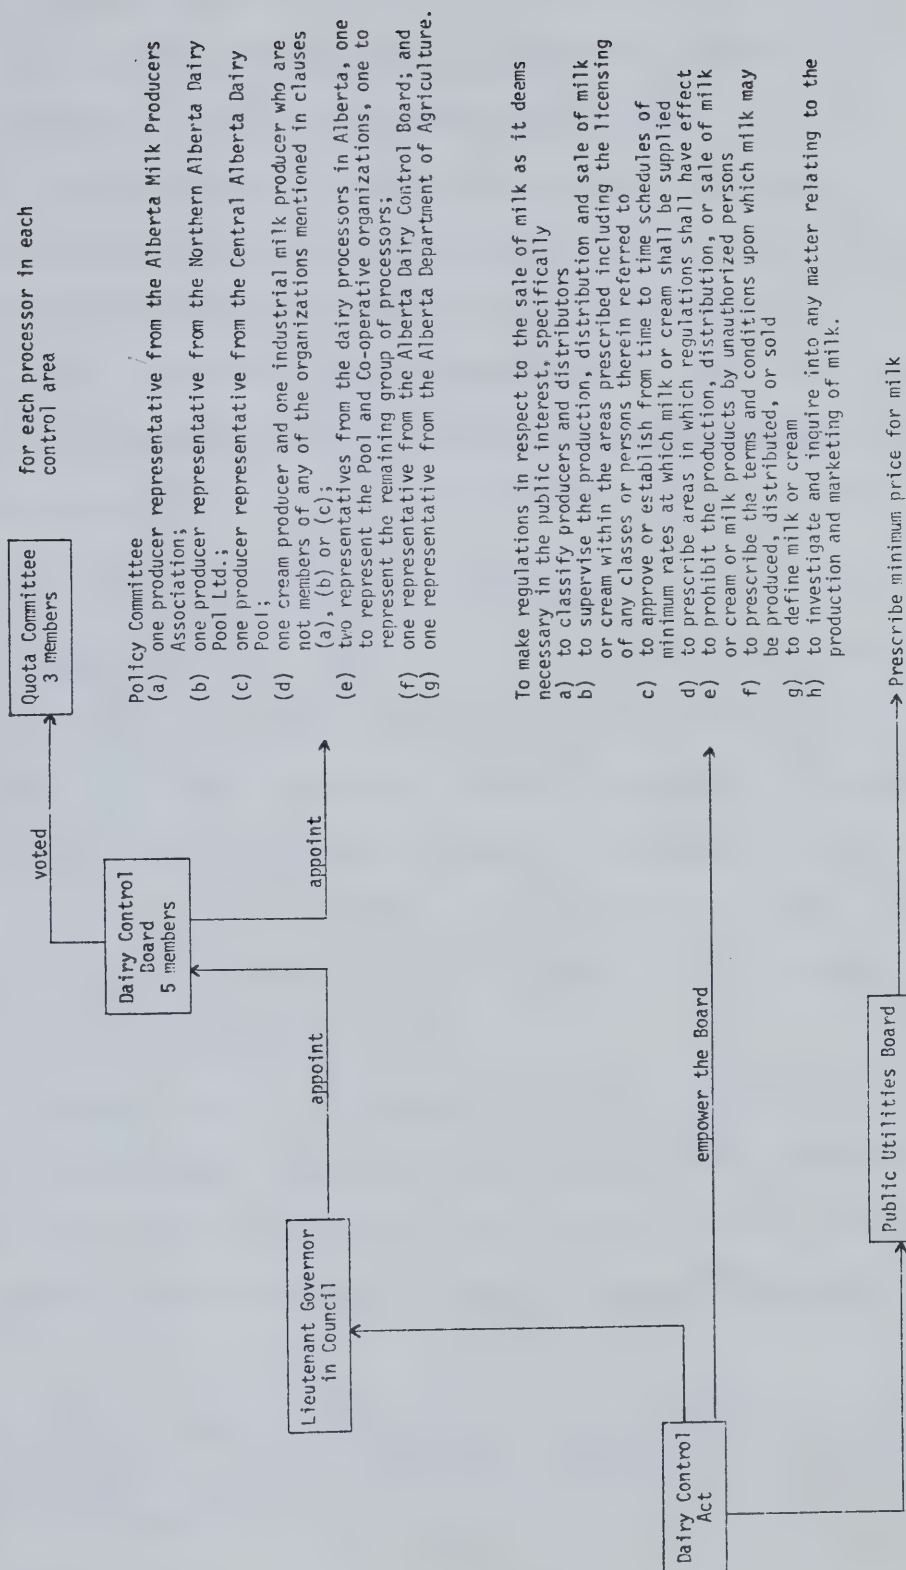 Quota Committee
3 members
for each processor in each
control area
voted
Dairy Control
Board
5 members
appoint
Policy Committee
(a) one producer representative from the Alberta Milk Producers
Association;
(b) one producer representative from the Northern Alberta Dairy
Pool Ltd.;
(c) one producer representative from the Central Alberta Dairy
Pool;
(d) one cream producer and one industrial milk producer who are
not members of any of the organizations mentioned in clauses
(a), (b) or (c);
(e) two representatives from the dairy processors in Alberta, one
to represent the Pool and Co-operative organizations, one to
represent the remaining group of processors;
(f) one representative from the Alberta Dairy Control Board; and
(g) one representative from the Alberta Department of Agriculture.
appoint
Lieutenant Governor
in Council
To make regulations in respect to the sale of milk as it deems
necessary in the public interest, specifically
a) to classify producers and distributors
b) to supervise the production, distribution and sale of milk
or cream within the areas prescribed including the licensing
of any classes or persons therein referred to
c) to approve or establish from time to time schedules of
minimum rates at which milk or cream shall be supplied
d) to prescribe areas in which regulations shall have effect
e) to prohibit the production, distribution, or sale of milk
or cream or milk products by unauthorized persons
f) to prescribe the terms and conditions upon which milk may
be produced, distributed, or sold
g) to define milk or cream
h) to investigate and inquire into any matter relating to the
production and marketing of milk.
empower the Board
Dairy Control
Act
Public Utilities Board
Prescribe minimum price for milk